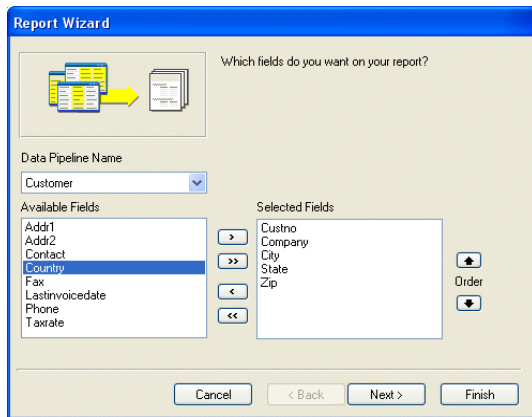 Report Wizard
Which fields do you want on your report?
Data Pipeline Name
Customer
Available Fields
Addr1
Addr2
Contact
Country
Fax
Lastinvoicedate
Phone
Taxrate
>
>>
<
<<
Selected Fields
Custno
Company
City
State
Zip
Order
Cancel
< Back
Next >
Finish